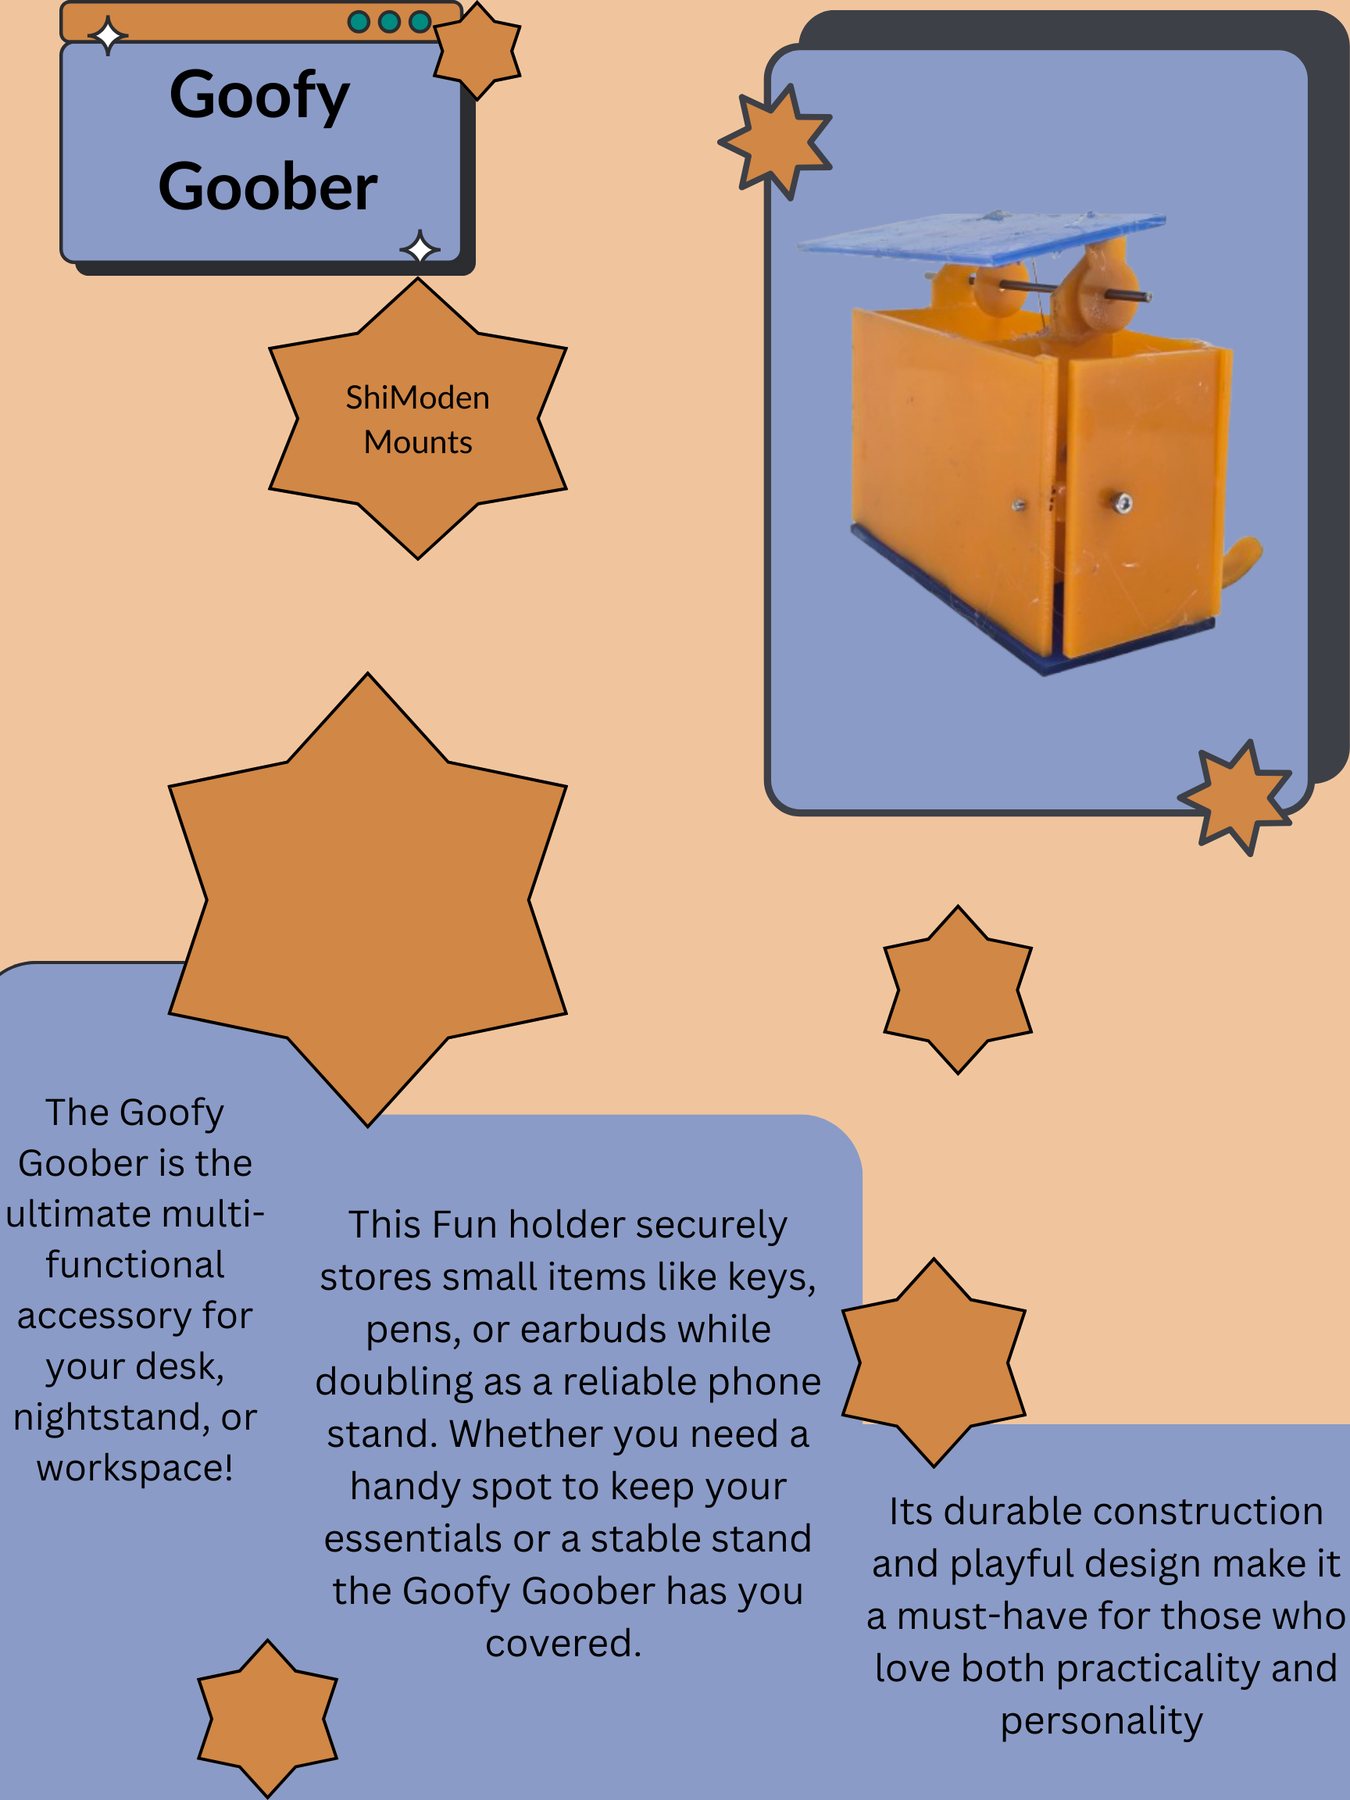 Goofy
Goober
ShiModen
Mounts
The Goofy
Goober is the
ultimate multi-
functional
accessory for
your desk,
nightstand, or
workspace!
This Fun holder securely
stores small items like keys,
pens, or earbuds while
doubling as a reliable phone
stand. Whether you need a
handy spot to keep your
essentials or a stable stand
the Goofy Goober has you
covered.
Its durable construction
and playful design make it
a must-have for those who
love both practicality and
personality